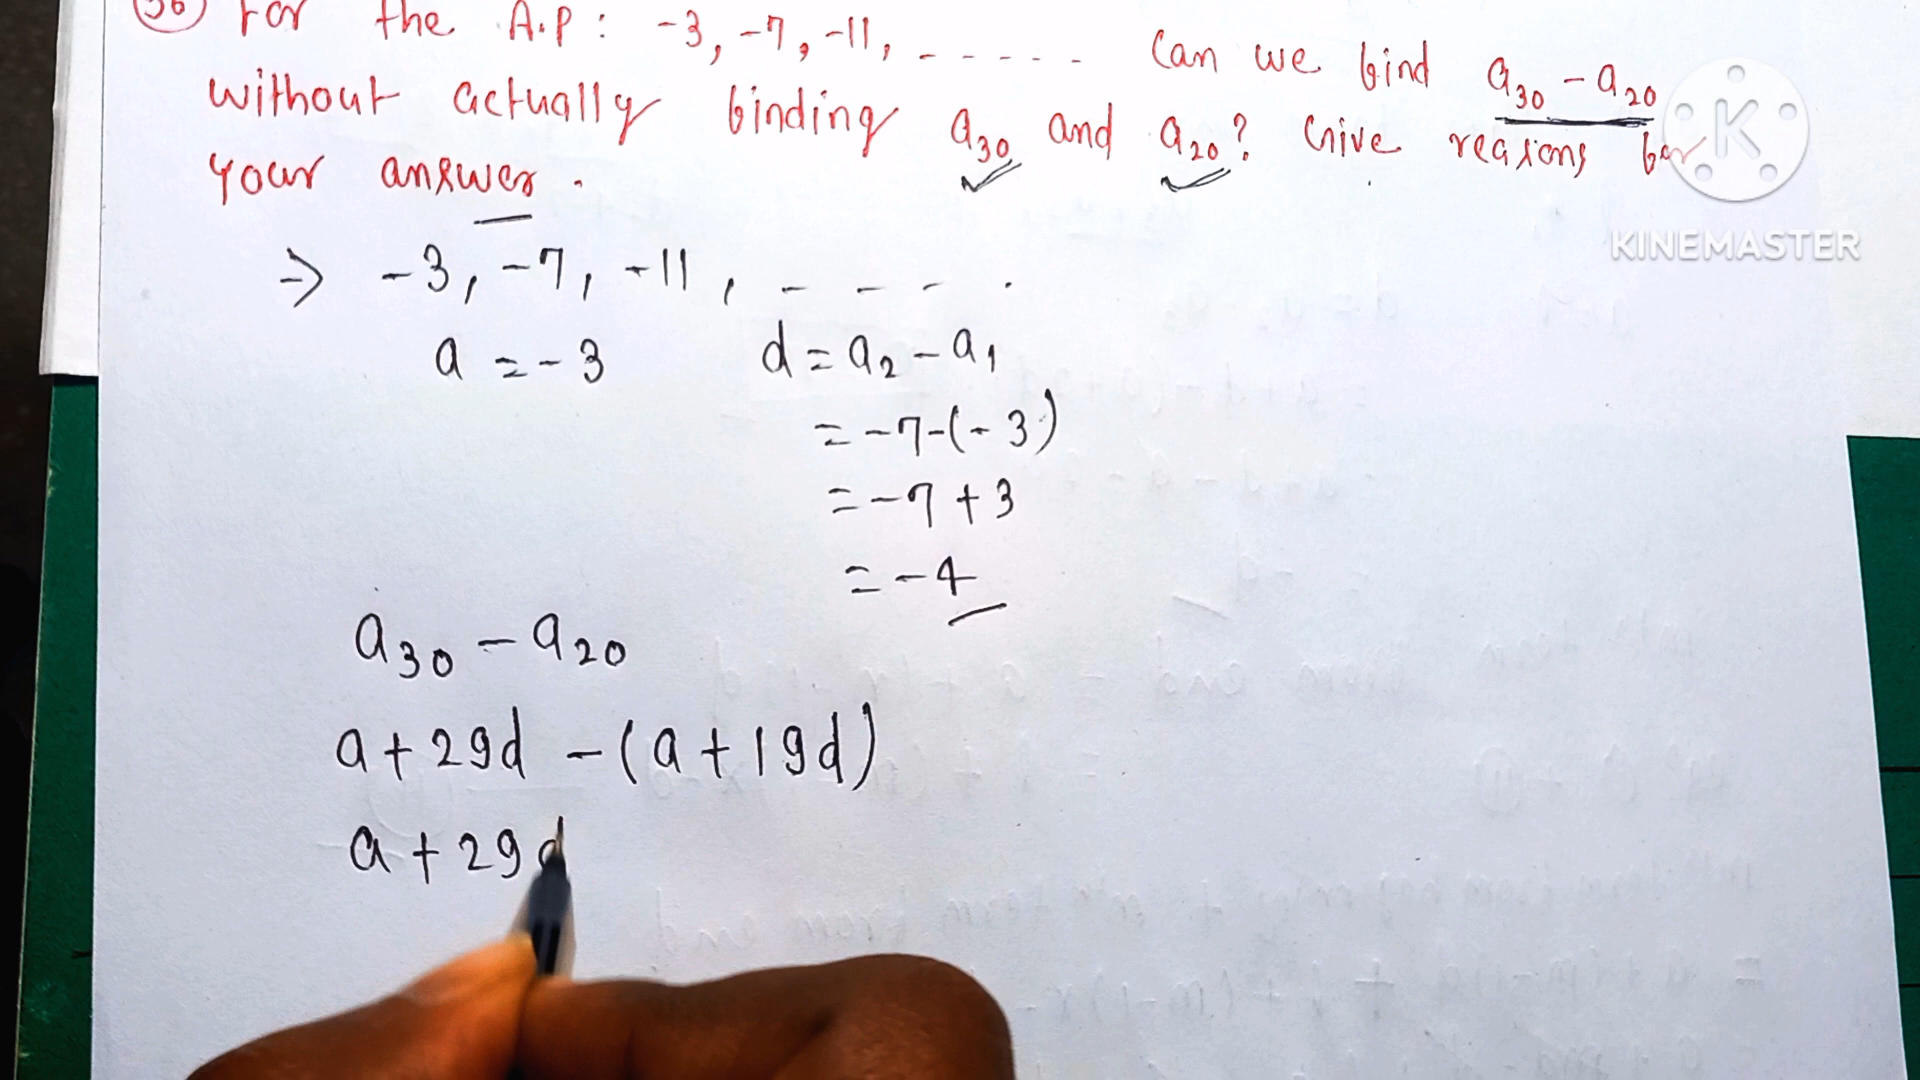 36 For the A.P: -3, -7, -11, ----- Can we find a30 - a20
without actually finding a30 and a20? Give reasons for
your answer.
K
KINEMASTER
→ -3, -7, -11, - - - .
a = -3 d = a2 - a1
= -7-(-3)
= -7 + 3
= -4
a30 - a20
a + 29d - (a + 19d)
a + 29d